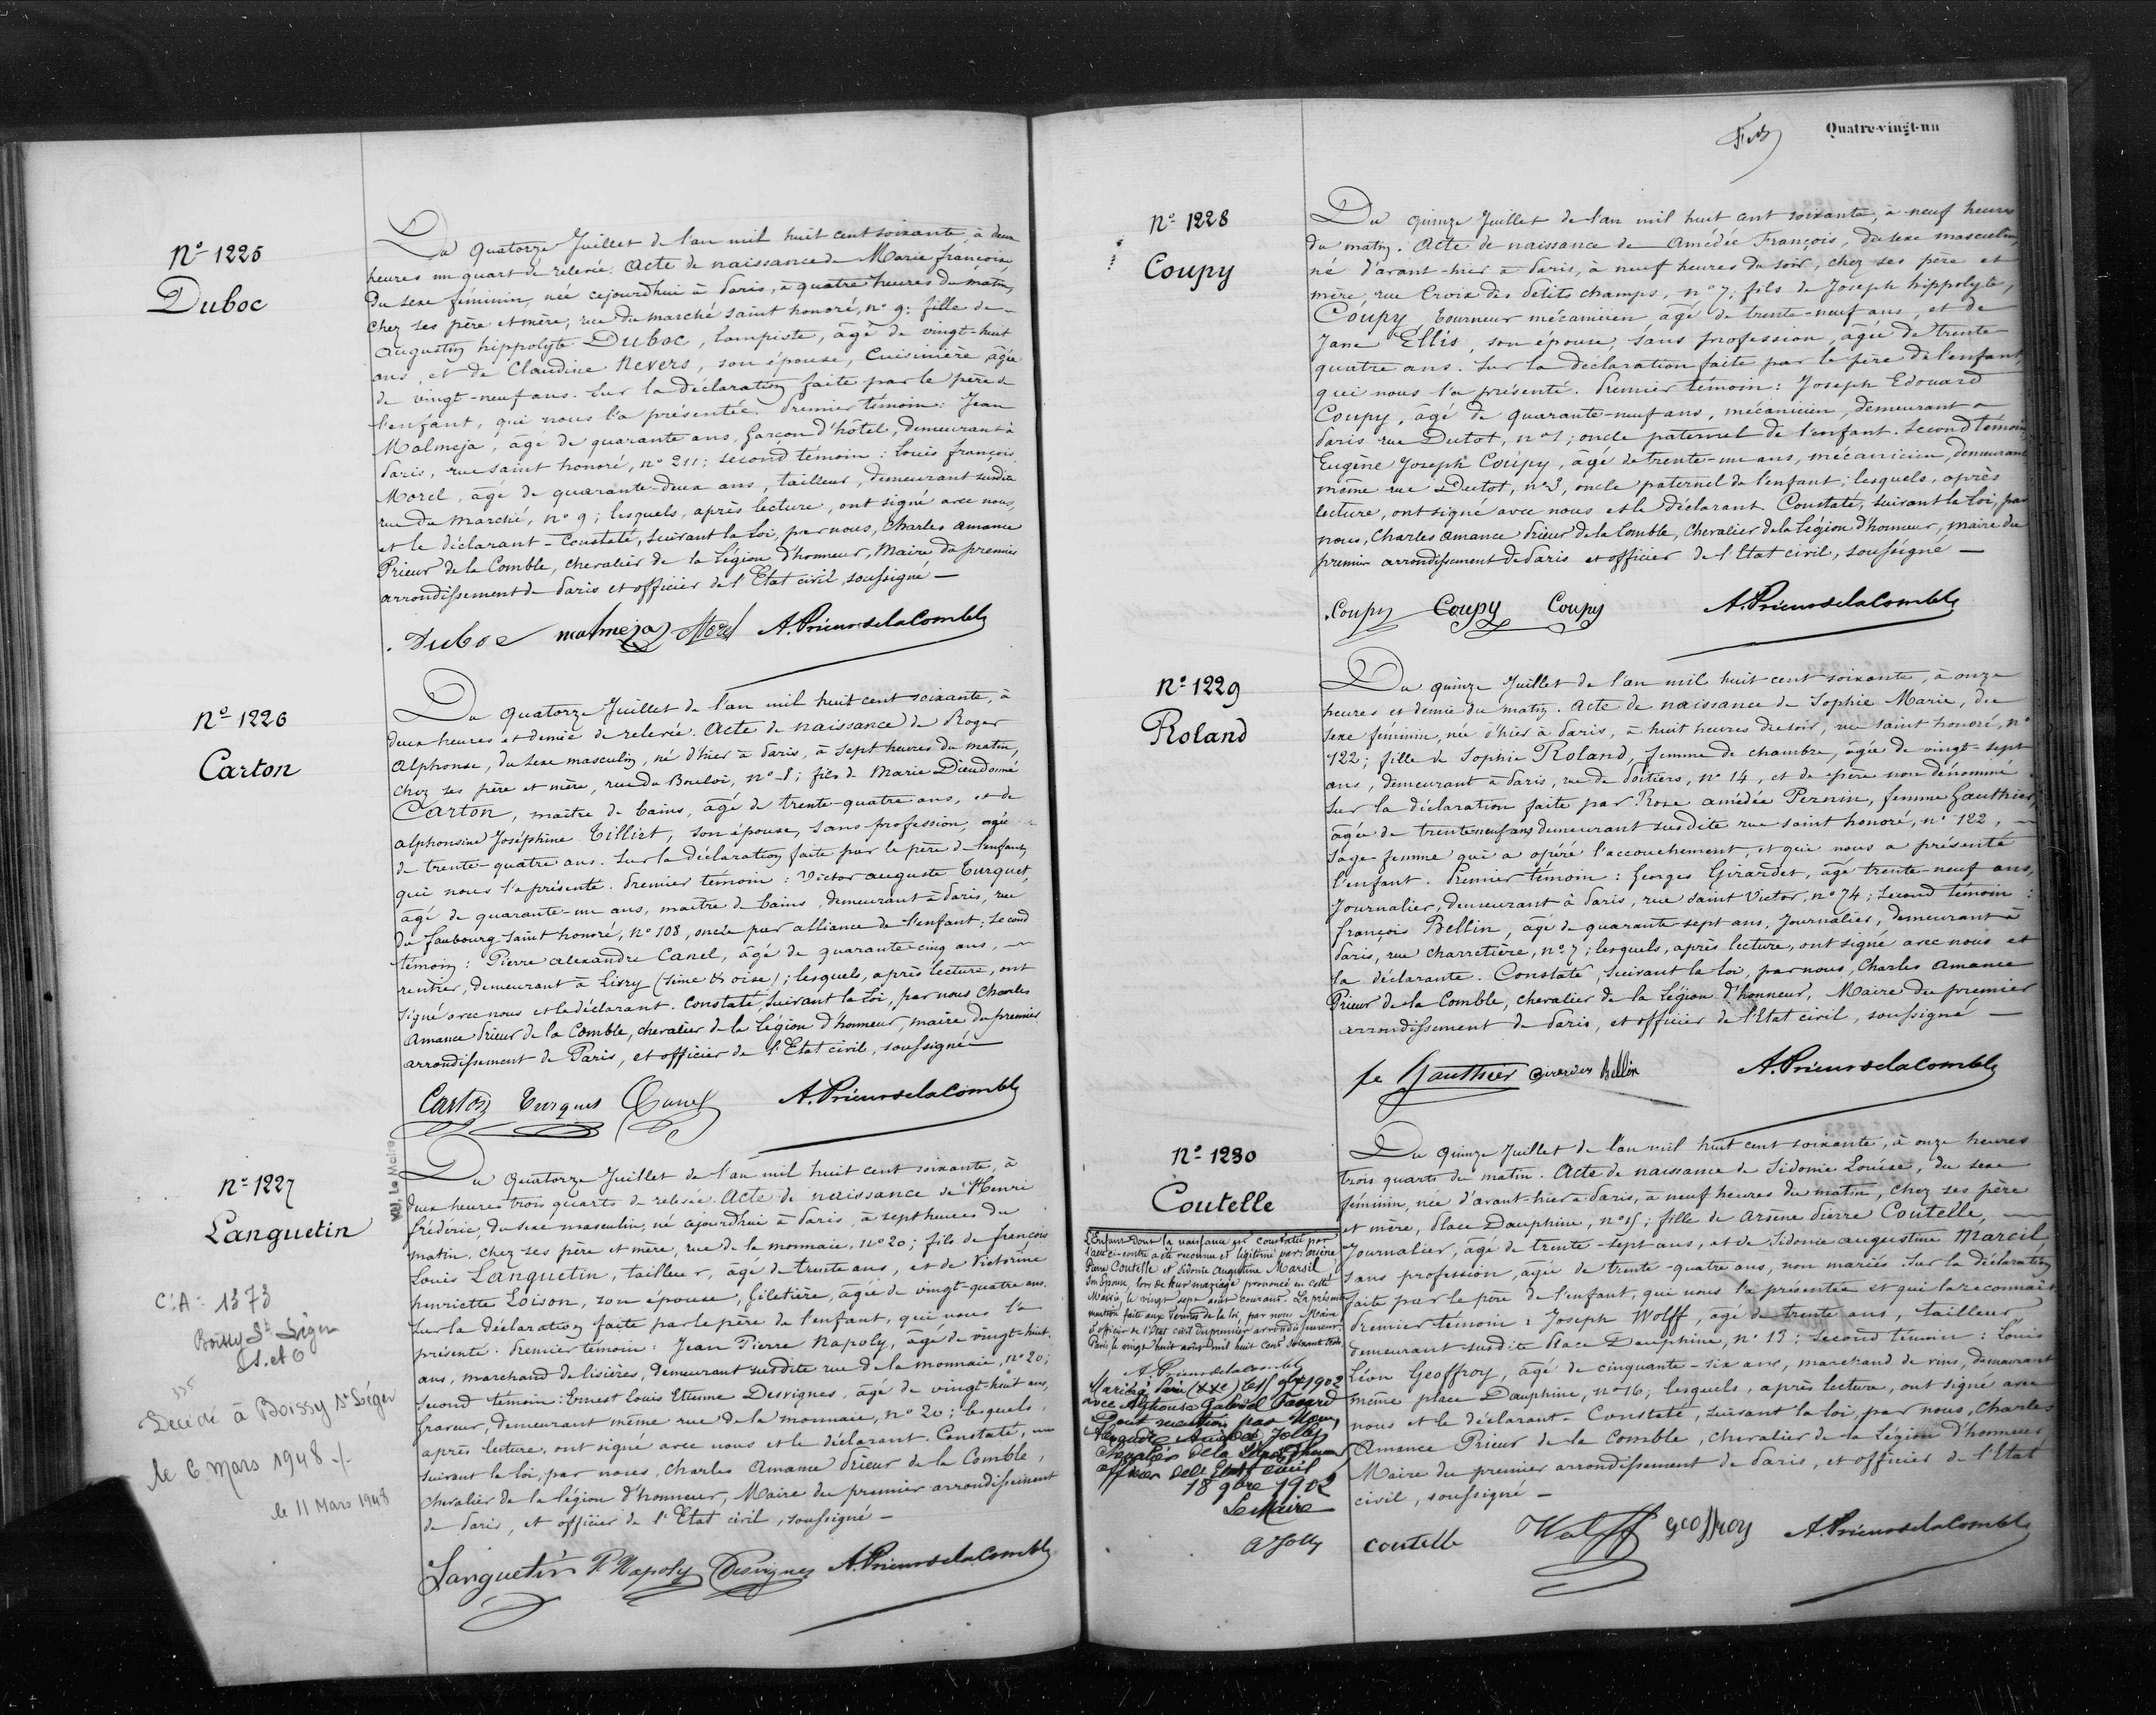 N° 1225
Duboc
Du quatorze Juillet de l'an mil huit cent soixante, à deux
heures un quart de relevée. Acte de naissance de Marie françoise
du sexe féminin, née cejourd'hui à Paris, à quatre heures du matin,
chez ses père et mère, rue du marché saint honoré, n° 9; fille de
augustin hippolyte Duboc, lampiste, âgé de vingt-huit
ans, et de Claudine Nevers, son épouse, Cuisinière âgée
de vingt-neuf ans. Sur la déclaration faite par le père de
l'enfant, qui nous l'a présentée. Premier témoin: Jean
Malmeja, âgé de quarante ans, garçon d'hôtel, demeurant à
Paris, rue saint honoré, n° 211; second témoin: Louis françois
Morel, âgé de quarante-deux ans, tailleur, demeurant susdite
rue du marché, n° 9; lesquels, après lecture, ont signé avec nous,
et le déclarant - Constaté, suivant la loi, par nous, Charles amance
Prieur de la Comble, chevalier de la Légion d'honneur, Maire du premier
arrondissement de Paris et officier de l'Etat civil, soussigné -
Duboc malmeja Morel A. Prieur de la Comble
N° 1226
Carton
Du Quatorze Juillet de l'an mil huit cent soixante, à
deux heures et demie de relevée. Acte de naissance de Roger
Alphonse, du sexe masculin, né d'hier à Paris, à sept heures du matin,
chez ses père et mère, rue du Bouloi, n° 8; fils de Marie Dieudonné
Carton, maître de bains, âgé de trente-quatre ans, et de
alphonsine Joséphine Tilliet, son épouse, sans profession, âgée
de trente-quatre ans. Sur la déclaration faite par le père de l'enfant,
qui nous l'a présenté. Premier témoin: Victor auguste Turquet,
âgé de quarante-un ans, maître de bains, demeurant à Paris, rue
du faubourg saint honoré, n° 108, oncle par alliance de l'enfant; Second
témoin: Pierre alexandre Canel, âgé de quarante-cinq ans,
rentier, demeurant à Livry (seine & oise); lesquels, après lecture, ont
signé avec nous et le déclarant. Constaté, suivant la loi, par nous Charles
Amance Prieur de la Comble, chevalier de la Légion d'honneur, maire du premier
arrondissement de Paris, et officier de l'Etat civil, soussigné
Carton Turquet Canel A. Prieur de la Comble
N° 1227
Languetin
VU, Le Maire
C.A. 1373
Boissy St Léger
(S. et O
335
Décédé à Boissy St Léger
le 6 Mars 1948 -/-
le 11 Mars 1948
Du Quatorze Juillet de l'an mil huit cent soixante, à
deux heures trois quarts de relevée. Acte de naissance de Henri
frédéric, du sexe masculin, né cejourd'hui à Paris, à sept heures du
matin, chez ses père et mère, rue de la monnaie, n° 20; fils de françois
Louis Languetin, tailleur, âgé de trente ans, et de Victorine
henriette Loison, son épouse, Giletière, âgée de vingt-quatre ans.
Sur la déclaration faite par le père de l'enfant, qui nous l'a
présenté. Premier témoin: Jean Pierre Napoly, âgé de vingt-huit
ans, marchand de lisières, demeurant susdite rue de la monnaie, n° 20;
second témoin: Ernest Louis Etienne Desvignes, âgé de vingt-huit ans,
Graveur, demeurant même rue de la monnaie, n° 20; lesquels,
après lecture, ont signé avec nous et le déclarant. Constaté,
suivant la loi, par nous, Charles Amance Prieur de la Comble,
chevalier de la légion d'honneur, Maire du premier arrondissement
de Paris, et officier de l'Etat civil, soussigné -
Languetin P. Napoly Desvignes A. Prieur de la Comble
Quatre-vingt-un
N° 1228
Coupy
Du quinze Juillet de l'an mil huit cent soixante, à neuf heures
du matin. Acte de naissance de Amédée François, du sexe masculin,
né d'avant-hier à Paris, à neuf heures du soir, chez ses père et
mère, rue Croix des Petits champs, n° 7; fils de Joseph hippolyte,
Coupy, tourneur mécanicien âgé de trente-neuf ans, et de
Jane Ellis, son épouse, sans profession, âgée de trente-
quatre ans. Sur la déclaration faite par le père de l'enfant,
qui nous l'a présenté. Premier témoin: Joseph Edouard
Coupy, âgé de quarante-neuf ans, mécanicien, demeurant à
Paris rue Dutot, n° 1; oncle paternel de l'enfant. Second témoin:
Eugène Joseph Coupy, âgé de trente-un ans, mécanicien, demeurant
même rue Dutot, n° 3, oncle paternel de l'enfant; lesquels, après
lecture, ont signé avec nous et le déclarant. Constaté, suivant la loi, par
nous, Charles amance Prieur de la Comble, Chevalier de la Légion d'honneur, maire du
premier arrondissement de Paris et officier de l'Etat civil, soussigné -
Coupy Coupy Coupy A. Prieur de la Comble
N° 1229
Roland
Du quinze Juillet de l'an mil huit cent soixante, à onze
heures et demie du matin. Acte de naissance de Sophie Marie, du
sexe féminin, née d'hier à Paris, à huit heures du soir, rue saint honoré, n°
122; fille de Sophie Roland, femme de chambre, âgée de vingt-sept
ans, demeurant à Paris, rue de Poitiers, n° 14, et de père non dénommé
Sur la déclaration faite par Rose amédée Pernin, femme Gauthier,
âgée de trente neuf ans demeurant susdite rue saint honoré, n° 122,
sage-femme qui a opéré l'accouchement, et qui nous a présenté
l'enfant. Premier témoin: Georges Girardet, âgé trente-neuf ans,
Journalier, demeurant à Paris, rue saint Victor, n° 74; second témoin:
françois Bellin, âgé de quarante sept ans, Journalier, demeurant à
Paris, rue charretière, n° 7; lesquels, après lecture, ont signé avec nous et
la déclarante. Constaté, suivant la loi, par nous, Charles Amance
Prieur de la Comble, chevalier de la Légion d'honneur, Maire du premier
arrondissement de Paris, et officier de l'Etat civil, soussigné -
fe Gauthier Girardet Bellin A. Prieur de la Comble
N° 1230
Coutelle
L'Enfant dont la naissance est constatée par
l'acte ci-contre a été reconnu et légitimé par: Arsène
Pierre Coutelle et Sidonie Augustine Marsil
son Epouse, lors de leur mariage prononcé en cette
Mairie, le vingt sept août courant. La présente
mention faite aux termes de la loi, par nous Maire
& officier de l'Etat civil du premier arrondissement.
Paris, le vingt huit août mil huit cent soixante trois
A. Prieur de la Comble
Marié à Paris (XXe) 1902
avec Alphonse Gabriel
Pour mention par Nous,
Auguste Jolly
Chevalier de la Légion d'honneur
officier de l'Etat civil
18 9bre 1902
Le Maire
A Jolly
Du Quinze Juillet de l'an mil huit cent soixante, à onze heures
trois quarts du matin. Acte de naissance de Sidonie Louise, du sexe
féminin, née d'avant-hier à Paris, à neuf heures du matin, chez ses père
et mère, Place Dauphine, n° 15; fille de Arsène Pierre Coutelle,
Journalier, âgé de trente-sept ans, et de Sidonie augustine Marcil
sans profession, âgée de trente-quatre ans, non mariés. Sur la déclaration
faite par le père de l'enfant, qui nous l'a présentée et qui la reconnait.
Premier témoin: Joseph Wolff, âgé de trente ans, tailleur
demeurant susdite Place Dauphine, n° 13; second témoin: Louis
Léon Geoffroy, âgé de cinquante-six ans, marchand de vins, demeurant
même place Dauphine, n° 16; lesquels, après lecture, ont signé avec
nous et le déclarant - Constaté, suivant la loi, par nous, Charles
Amance Prieur de la Comble, chevalier de la Légion d'honneur,
Maire du premier arrondissement de Paris, et officier de l'Etat
civil, soussigné -
coutelle Wolff geoffroy A. Prieur de la Comble